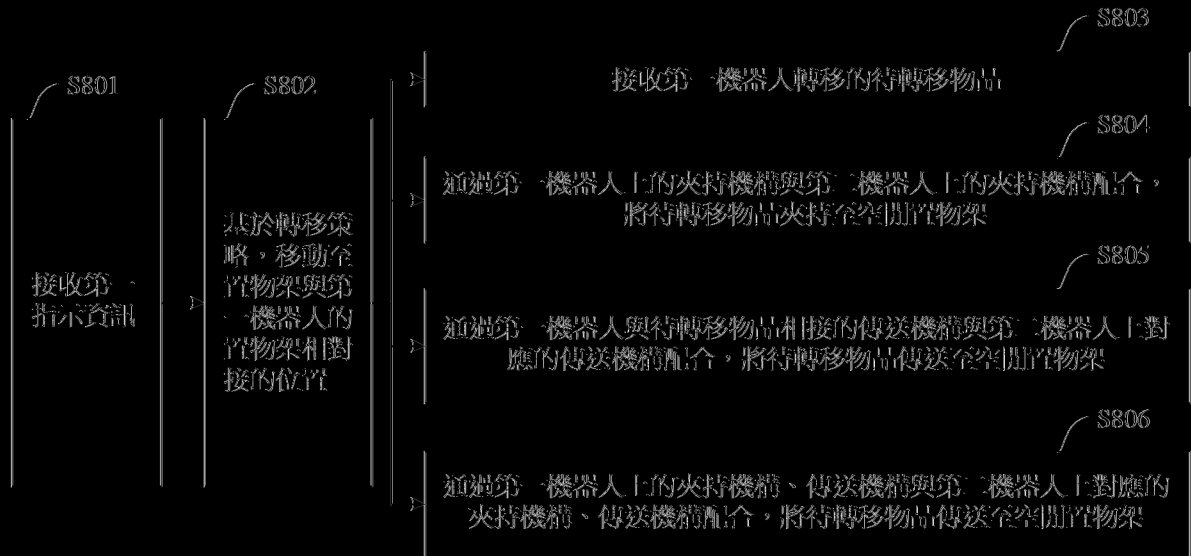 S801
接收第一
指示資訊
S802
基於轉移策
略，移動至
置物架與第
一機器人的
置物架相對
接的位置
S803
接收第一機器人轉移的待轉移物品
S804
通過第一機器人上的夾持機構與第二機器人上的夾持機構配合，
將待轉移物品夾持至空閒置物架
S805
通過第一機器人與待轉移物品相接的傳送機構與第二機器人上對
應的傳送機構配合，將待轉移物品傳送至空閒置物架
S806
通過第一機器人上的夾持機構、傳送機構與第二機器人上對應的
夾持機構、傳送機構配合，將待轉移物品傳送至空閒置物架